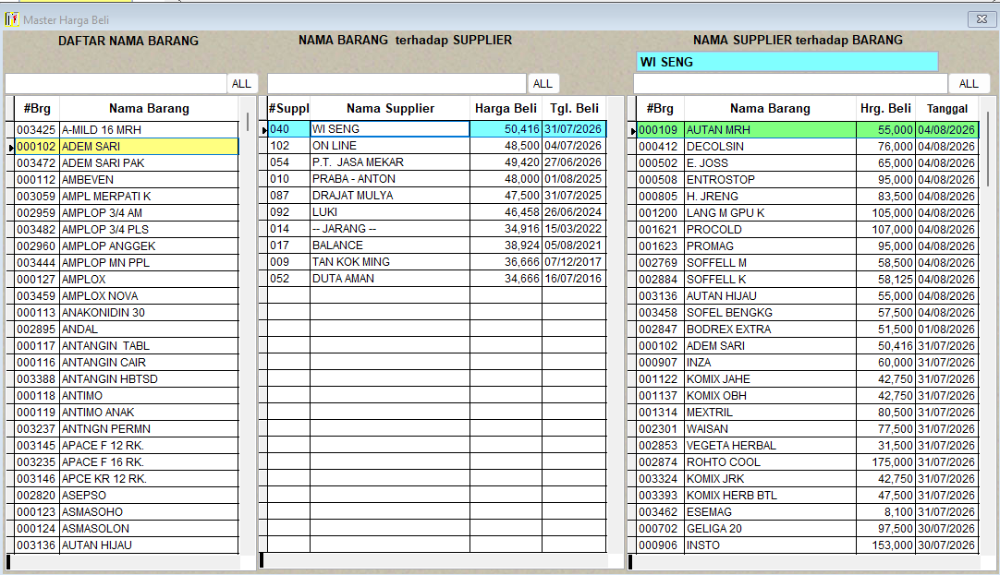 Master Harga Beli
DAFTAR NAMA BARANG
ALL
#Brg Nama Barang
003425 A-MILD 16 MRH
000102 ADEM SARI
003472 ADEM SARI PAK
000112 AMBEVEN
003059 AMPL MERPATI K
002959 AMPLOP 3/4 AM
003482 AMPLOP 3/4 PLS
002960 AMPLOP ANGGEK
003444 AMPLOP MN PPL
000127 AMPLOX
003459 AMPLOX NOVA
000113 ANAKONIDIN 30
002895 ANDAL
000117 ANTANGIN  TABL
000116 ANTANGIN CAIR
003388 ANTANGIN HBTSD
000118 ANTIMO
000119 ANTIMO ANAK
003237 ANTNGN PERMN
003145 APACE F 12 RK.
003235 APACE F 16 RK.
003146 APCE KR 12 RK.
002820 ASEPSO
000123 ASMASOHO
000124 ASMASOLON
003136 AUTAN HIJAU
NAMA BARANG  terhadap SUPPLIER
ALL
#Suppl Nama Supplier Harga Beli Tgl. Beli
040 WI SENG 50,416 31/07/2026
102 ON LINE 48,500 04/07/2026
054 P.T.  JASA MEKAR 49,420 27/06/2026
010 PRABA - ANTON 48,000 01/08/2025
087 DRAJAT MULYA 47,500 31/07/2025
092 LUKI 46,458 26/06/2024
014 -- JARANG -- 34,916 15/03/2022
017 BALANCE 38,924 05/08/2021
009 TAN KOK MING 36,666 07/12/2017
052 DUTA AMAN 34,666 16/07/2016
NAMA SUPPLIER terhadap BARANG
WI SENG
ALL
#Brg Nama Barang Hrg. Beli Tanggal
000109 AUTAN MRH 55,000 04/08/2026
000412 DECOLSIN 76,000 04/08/2026
000502 E. JOSS 65,000 04/08/2026
000508 ENTROSTOP 95,000 04/08/2026
000805 H. JRENG 83,500 04/08/2026
001200 LANG M GPU K 105,000 04/08/2026
001621 PROCOLD 107,000 04/08/2026
001623 PROMAG 95,000 04/08/2026
002769 SOFFELL M 58,500 04/08/2026
002884 SOFFELL K 58,125 04/08/2026
003136 AUTAN HIJAU 55,000 04/08/2026
003458 SOFEL BENGKG 57,500 04/08/2026
002847 BODREX EXTRA 51,500 01/08/2026
000102 ADEM SARI 50,416 31/07/2026
000907 INZA 60,000 31/07/2026
001122 KOMIX JAHE 42,750 31/07/2026
001137 KOMIX OBH 42,750 31/07/2026
001314 MEXTRIL 80,500 31/07/2026
002301 WAISAN 77,500 31/07/2026
002853 VEGETA HERBAL 31,500 31/07/2026
002874 ROHTO COOL 175,000 31/07/2026
003324 KOMIX JRK 42,750 31/07/2026
003393 KOMIX HERB BTL 47,500 31/07/2026
003462 ESEMAG 8,100 31/07/2026
000702 GELIGA 20 97,500 30/07/2026
000906 INSTO 153,000 30/07/2026